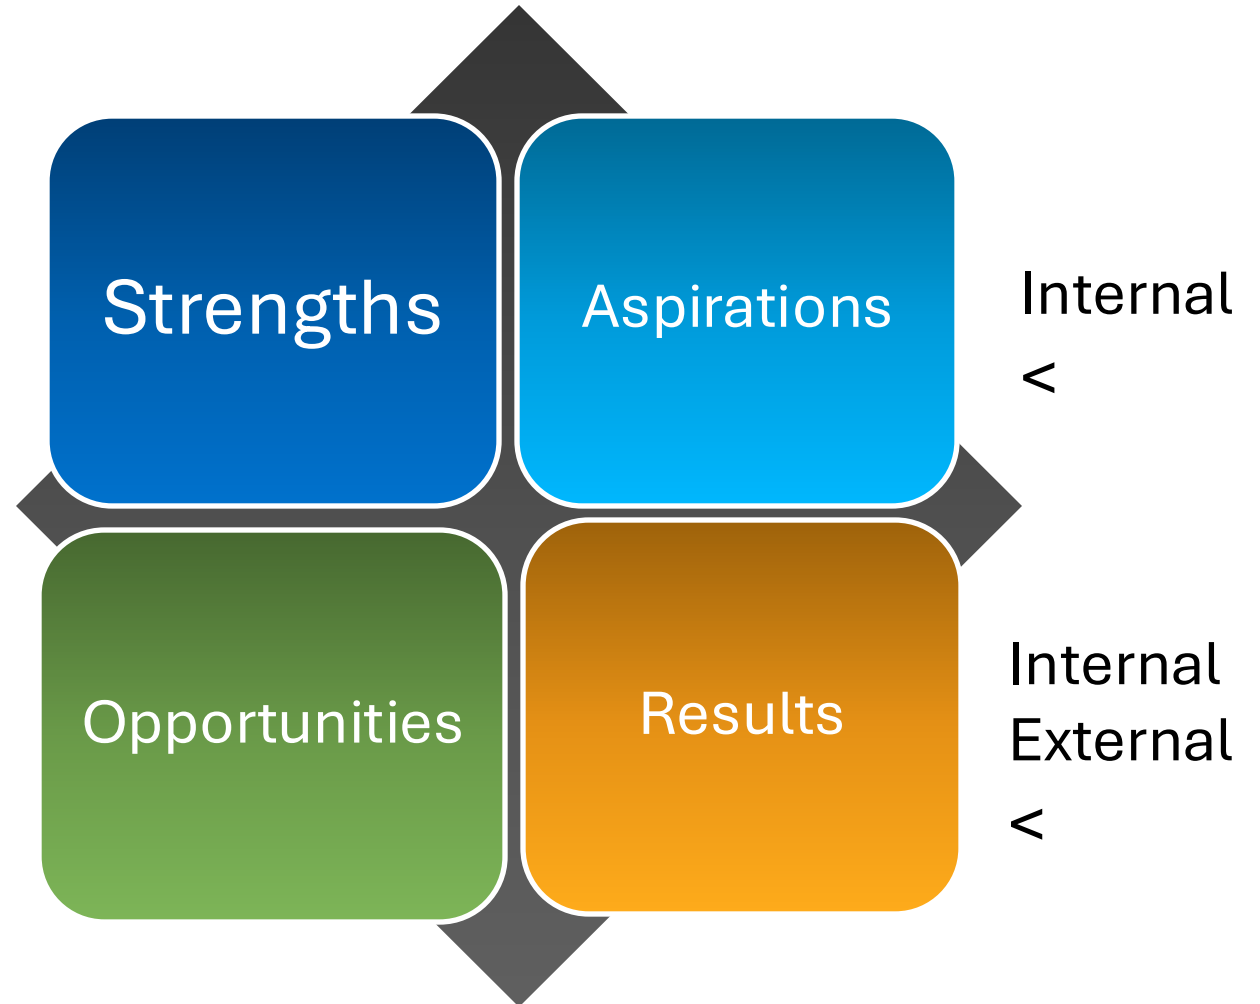 Strengths
Aspirations
Internal
<
Opportunities
Results
Internal
External
<